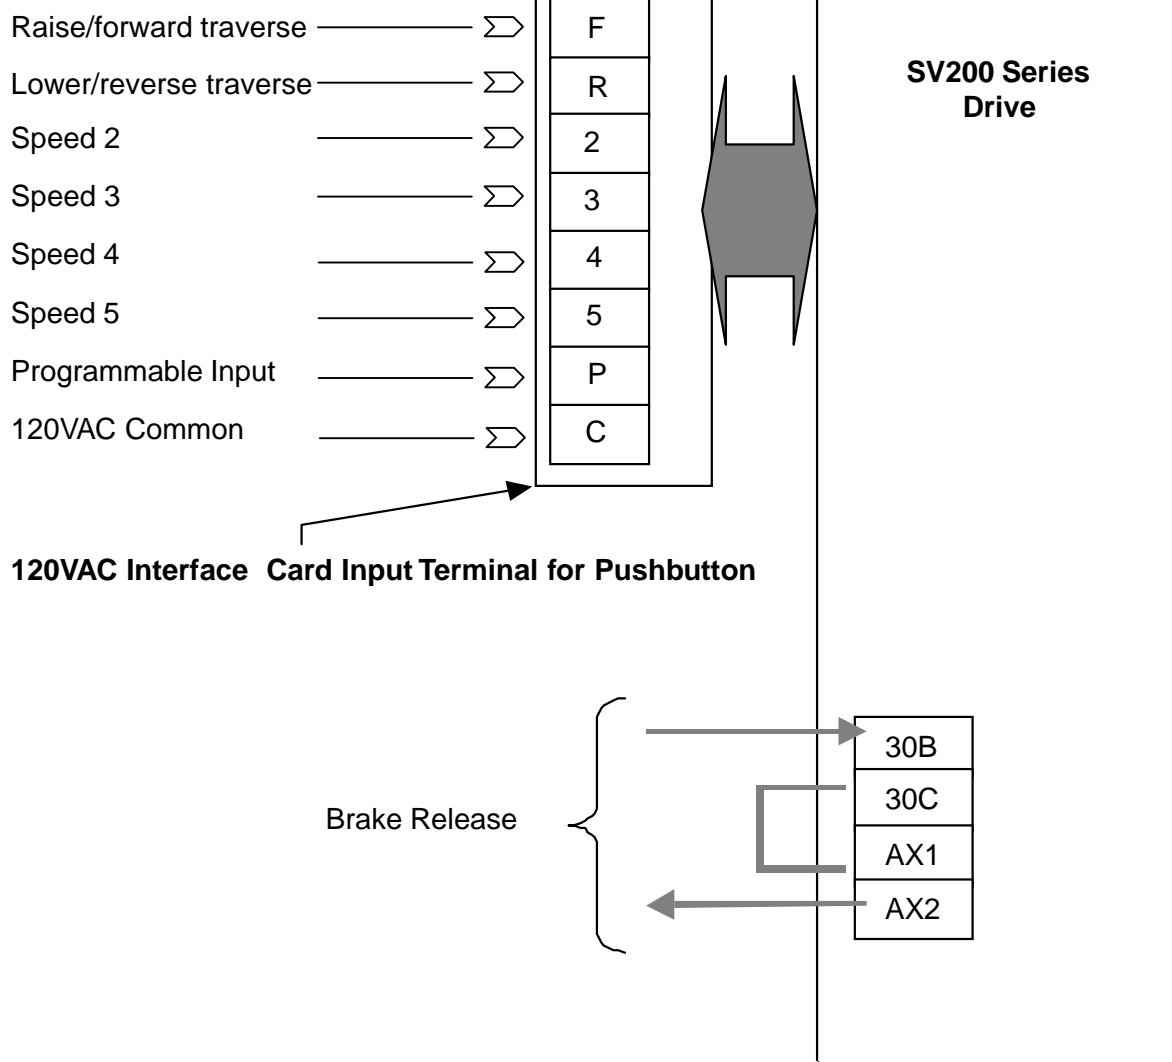 Raise/forward traverse F
Lower/reverse traverse R
SV200 Series
Drive
Speed 2 2
Speed 3 3
Speed 4 4
Speed 5 5
Programmable Input P
120VAC Common C
120VAC Interface Card Input Terminal for Pushbutton
Brake Release
30B
30C
AX1
AX2